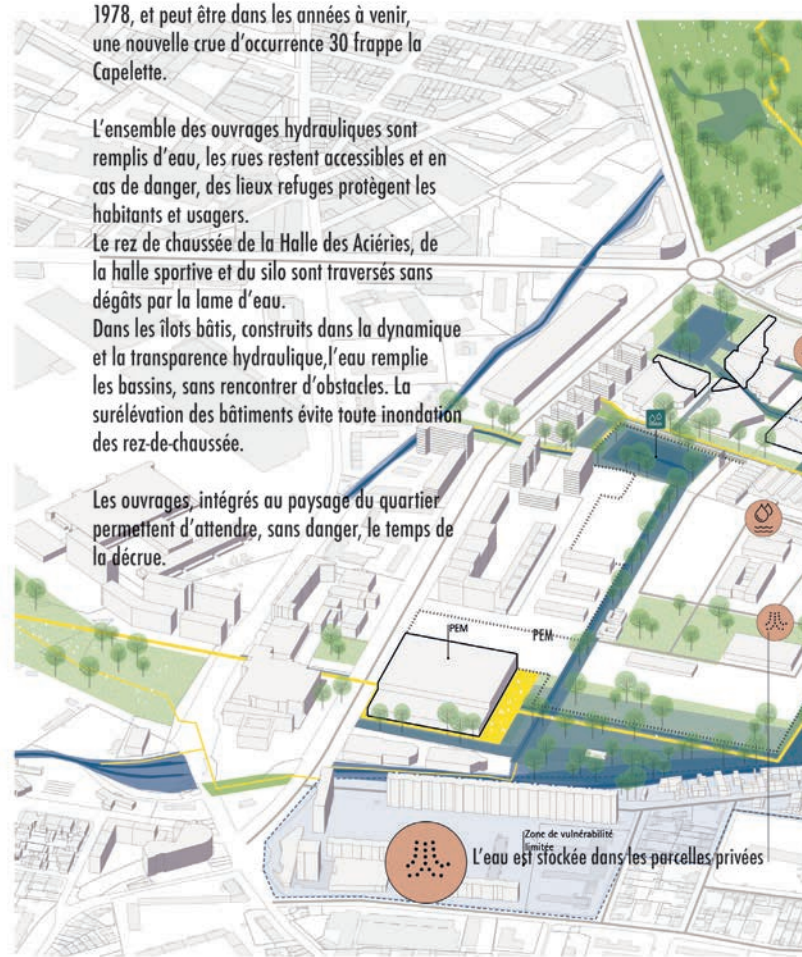 1978, et peut être dans les années à venir,
une nouvelle crue d'occurrence 30 frappe la
Capelette.
L'ensemble des ouvrages hydrauliques sont
remplis d'eau, les rues restent accessibles et en
cas de danger, des lieux refuges protègent les
habitants et usagers.
Le rez de chaussée de la Halle des Aciéries, de
la halle sportive et du silo sont traversés sans
dégâts par la lame d'eau.
Dans les îlots bâtis, construits dans la dynamique
et la transparence hydraulique,l'eau remplie
les bassins, sans rencontrer d'obstacles. La
surélévation des bâtiments évite toute inondation
des rez-de-chaussée.
Les ouvrages, intégrés au paysage du quartier
permettent d'attendre, sans danger, le temps de
la décrue.
PEM
PEM
Zone de vulnérabilité
limitée
L'eau est stockée dans les parcelles privées